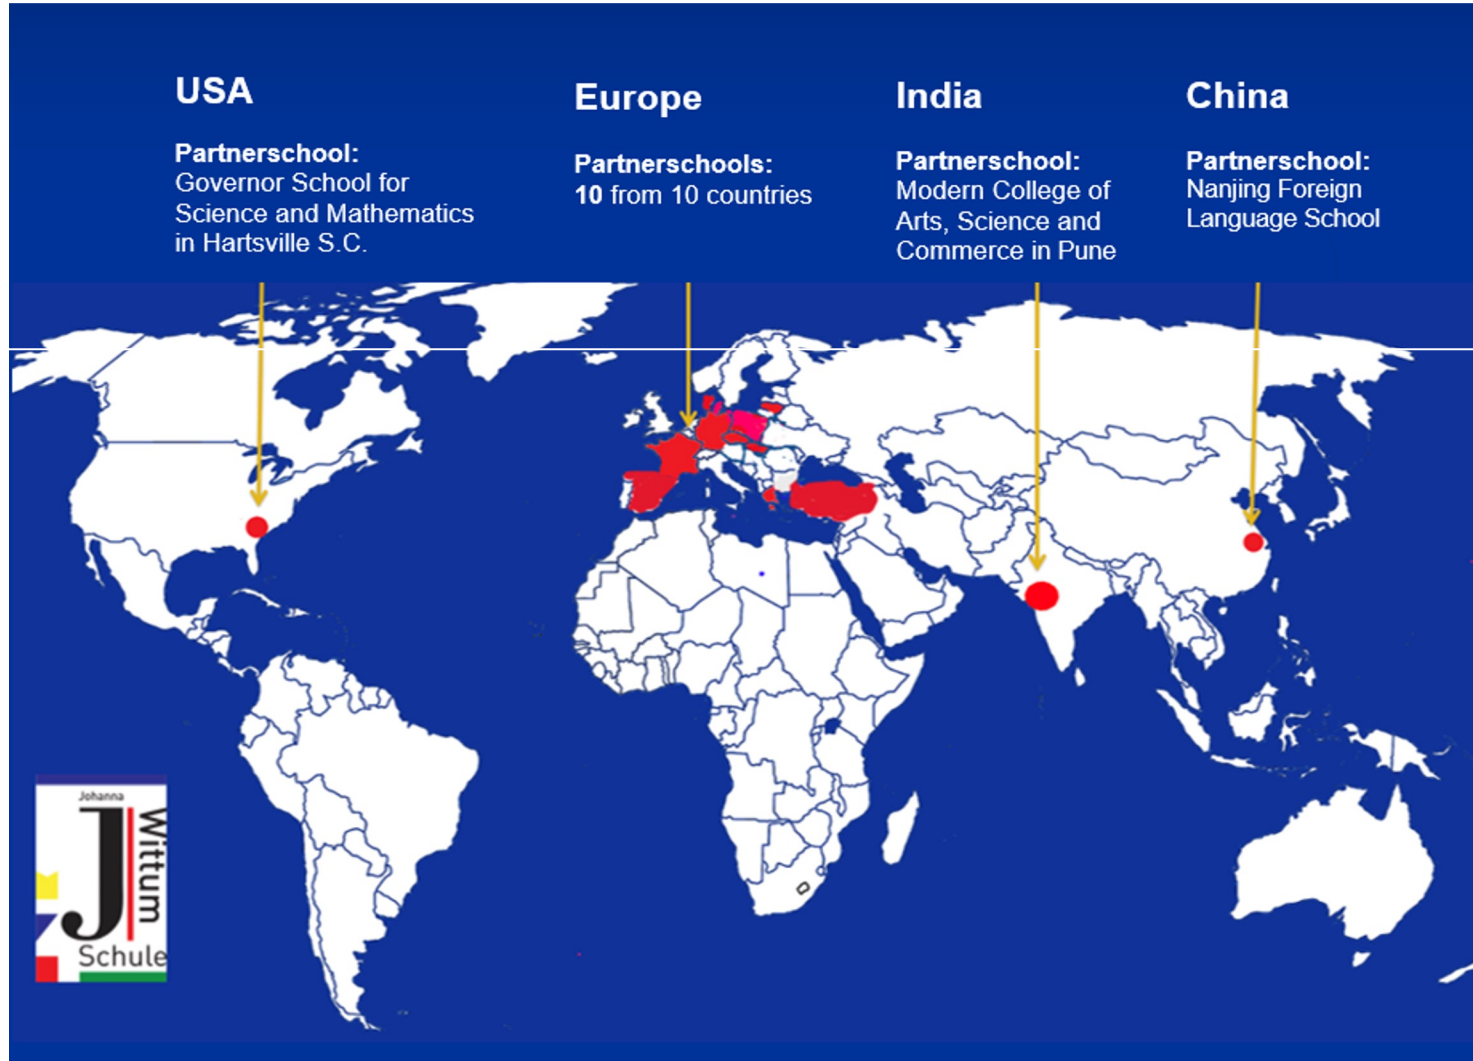 USA
Partnerschool:
Governor School for
Science and Mathematics
in Hartsville S.C.
Europe
Partnerschools:
10 from 10 countries
India
Partnerschool:
Modern College of
Arts, Science and
Commerce in Pune
China
Partnerschool:
Nanjing Foreign
Language School
Johanna
J
Wittum
Schule